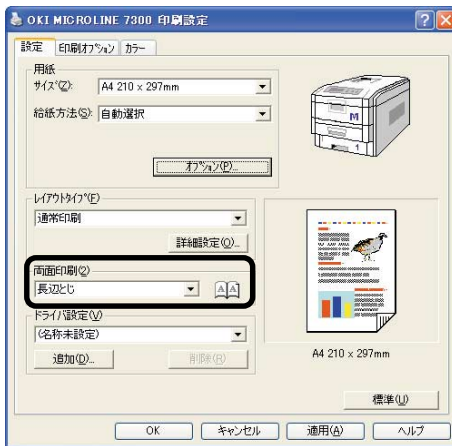 OKI MICROLINE 7300 印刷設定
設定 印刷オプション カラー
用紙
サイズ(Z): A4 210 x 297mm
給紙方法(S): 自動選択
オプション(P)...
M
1
レイアウトタイプ(E)
通常印刷
詳細設定(O)...
両面印刷(2)
長辺とじ
A A
ドライバ設定(V)
(名称未設定)
追加(D)... 削除(R)
A4 210 x 297mm
標準(U)
OK キャンセル 適用(A) ヘルプ